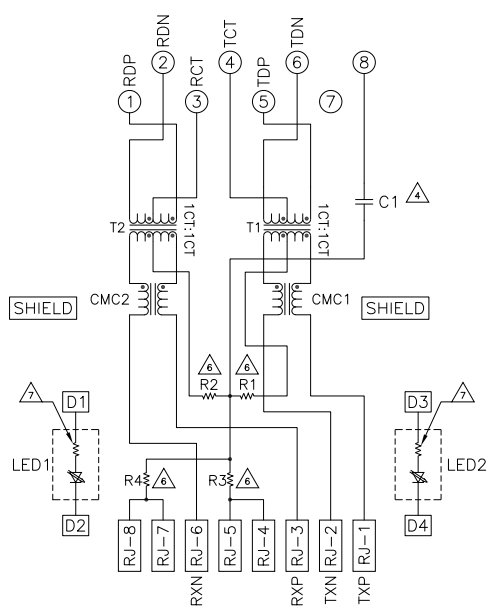 RDP
RDN
RCT
TCT
TDP
TDN
1
2
3
4
5
6
7
8
T2
1CT:1CT
T1
1CT:1CT
C1
4
CMC2
CMC1
SHIELD
SHIELD
6
6
R2
R1
7
D1
LED1
D2
R4
6
R3
6
7
D3
LED2
D4
RJ-8
RJ-7
RJ-6
RJ-5
RJ-4
RJ-3
RJ-2
RJ-1
RXN
RXP
TXN
TXP